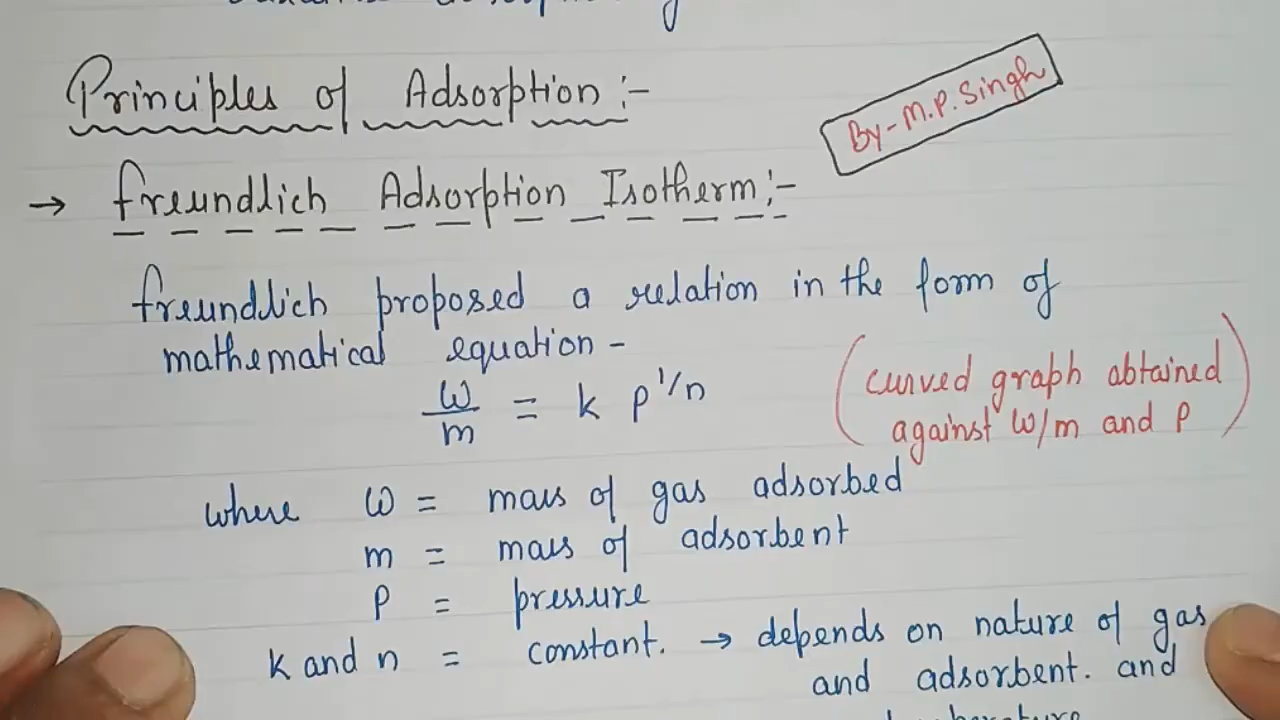 Principles of Adsorption :-
By - M.P. Singh
→ freundlich Adsorption Isotherm :-
freundlich proposed a relation in the form of
mathematical equation -
w/m = k p^1/n
(curved graph obtained
against w/m and p)
where w = mass of gas adsorbed
m = mass of adsorbent
p = pressure
k and n = constant. → depends on nature of gas
and adsorbent. and